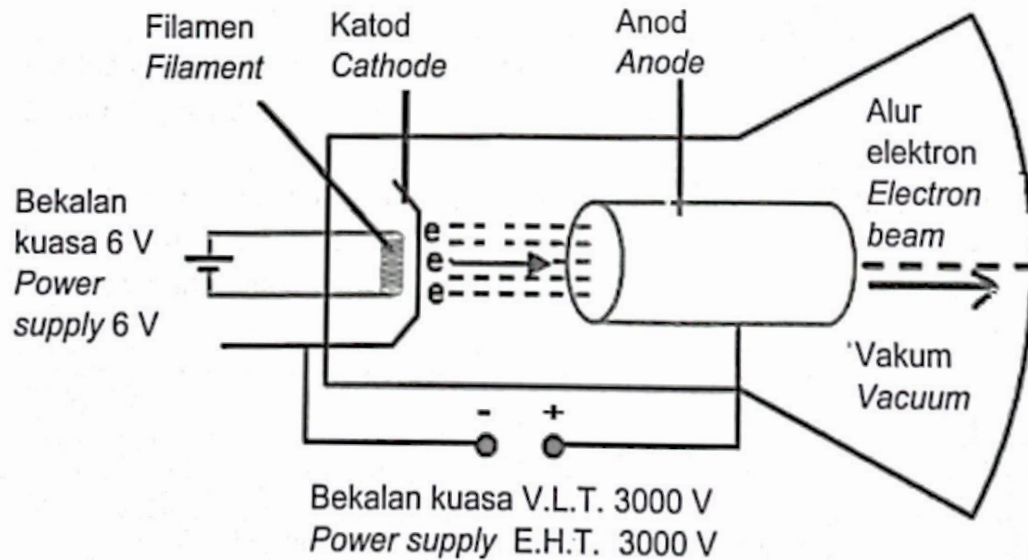 Filamen
Filament
Katod
Cathode
Anod
Anode
Alur
elektron
Electron
beam
Bekalan
kuasa 6 V
Power
supply 6 V
e
e
e
Vakum
Vacuum
- +
Bekalan kuasa V.L.T. 3000 V
Power supply E.H.T. 3000 V